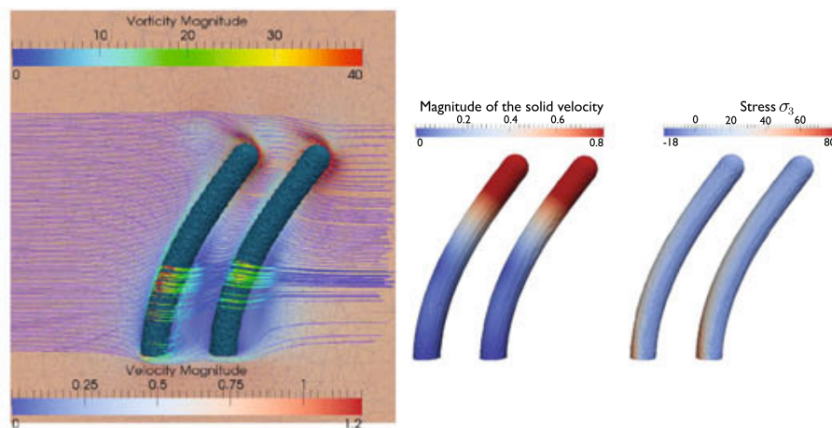 Vorticity Magnitude
10 20 30
0 40
Magnitude of the solid velocity
0.2 0.4 0.6
0 0.8
Stress σ3
0 20 40 60
-18 80
Velocity Magnitude
0.25 0.5 0.75 1
0 1.2